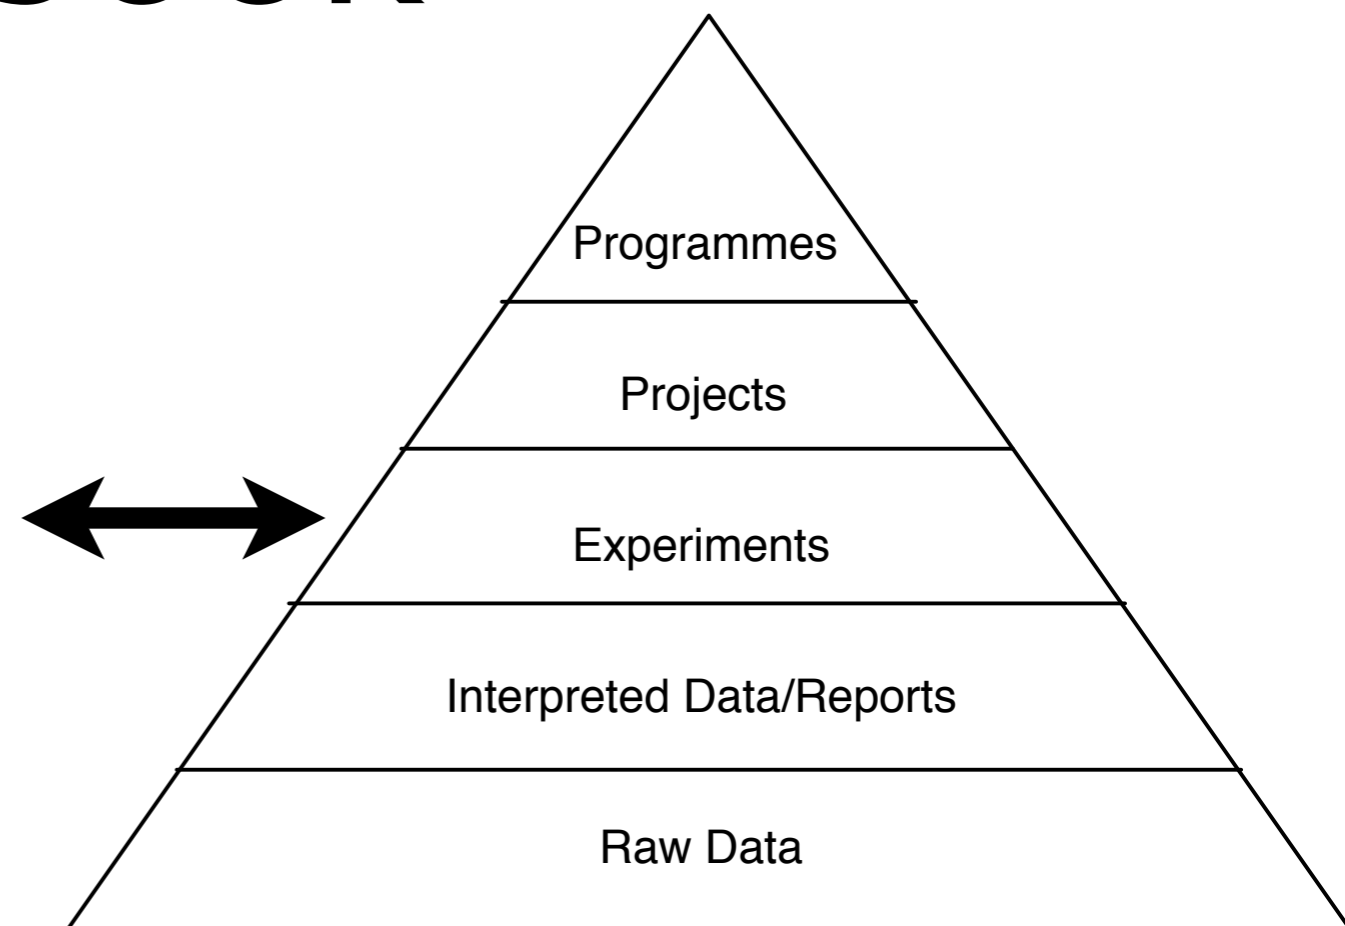 Programmes
Projects
Experiments
Interpreted Data/Reports
Raw Data